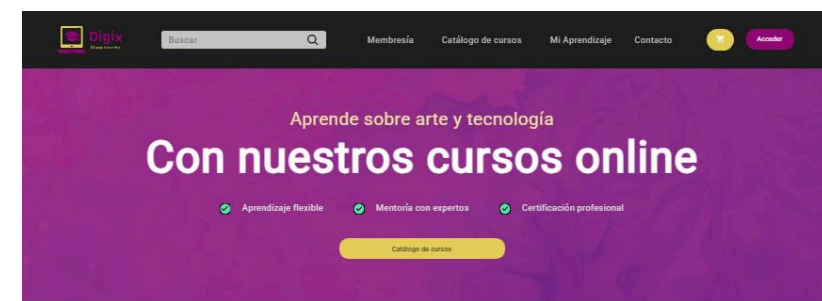 Digix
Buscar
Membresía
Catálogo de cursos
Mi Aprendizaje
Contacto
Acceder
Aprende sobre arte y tecnología
Con nuestros cursos online
Aprendizaje flexible
Mentoría con expertos
Certificación profesional
Catálogo de cursos